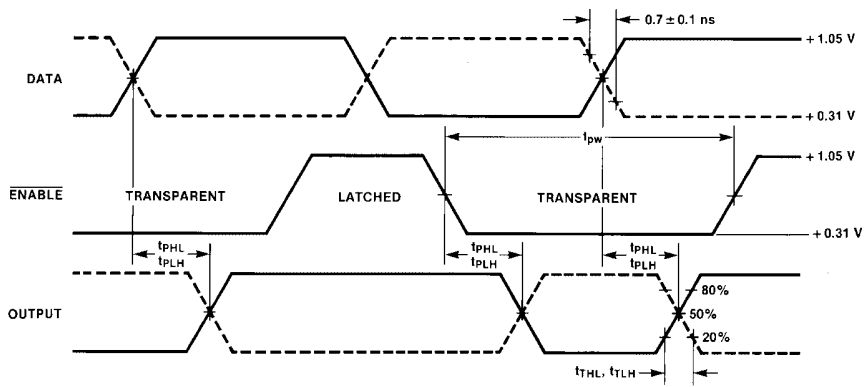 0.7 ± 0.1 ns
+ 1.05 V
DATA
+ 0.31 V
tpw
+ 1.05 V
ENABLE
TRANSPARENT
LATCHED
TRANSPARENT
+ 0.31 V
tPHL
tPLH
tPHL
tPLH
tPHL
tPLH
80%
OUTPUT
50%
20%
tTHL, tTLH